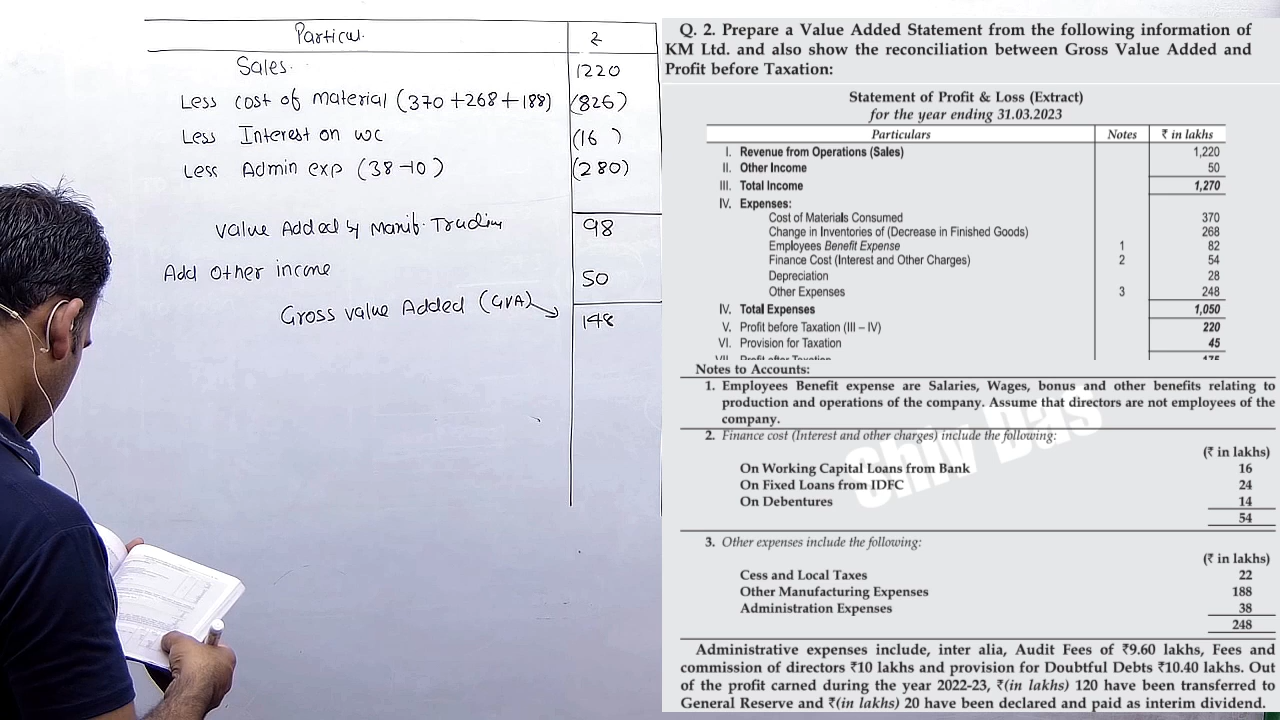 Particul.
₹
Sales.
1220
Less cost of material (370 +268 + 188)
(826)
Less Interest on WC
(16 )
Less Admin exp (38-10)
(280)
Value Added by Manuf. Trading
98
Add Other income
50
Gross value Added (GVA)
148
Q. 2. Prepare a Value Added Statement from the following information of
KM Ltd. and also show the reconciliation between Gross Value Added and
Profit before Taxation:
Statement of Profit & Loss (Extract)
for the year ending 31.03.2023
Particulars Notes ₹ in lakhs
I. Revenue from Operations (Sales) 1,220
II. Other Income 50
III. Total Income 1,270
IV. Expenses:
Cost of Materials Consumed 370
Change in Inventories of (Decrease in Finished Goods) 268
Employees Benefit Expense 1 82
Finance Cost (Interest and Other Charges) 2 54
Depreciation 28
Other Expenses 3 248
IV. Total Expenses 1,050
V. Profit before Taxation (III – IV) 220
VI. Provision for Taxation 45
VII. Profit after Taxation 175
Notes to Accounts:
1. Employees Benefit expense are Salaries, Wages, bonus and other benefits relating to
production and operations of the company. Assume that directors are not employees of the
company.
2. Finance cost (Interest and other charges) include the following:
(₹ in lakhs)
On Working Capital Loans from Bank 16
On Fixed Loans from IDFC 24
On Debentures 14
54
3. Other expenses include the following:
(₹ in lakhs)
Cess and Local Taxes 22
Other Manufacturing Expenses 188
Administration Expenses 38
248
Administrative expenses include, inter alia, Audit Fees of ₹9.60 lakhs, Fees and
commission of directors ₹10 lakhs and provision for Doubtful Debts ₹10.40 lakhs. Out
of the profit carned during the year 2022-23, ₹(in lakhs) 120 have been transferred to
General Reserve and ₹(in lakhs) 20 have been declared and paid as interim dividend.
Shiv Das